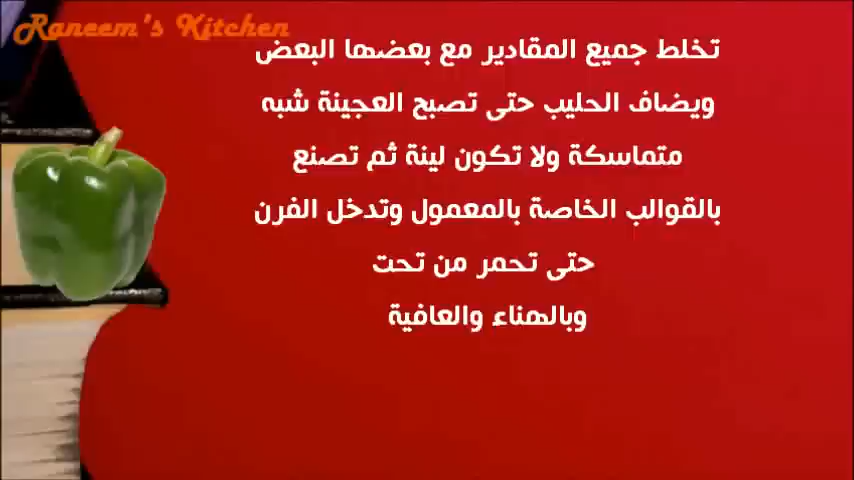 Raneem's Kitchen
تخلط جميع المقادير مع بعضها البعض
ويضاف الحليب حتى تصبح العجينة شبه
متماسكة ولا تكون لينة ثم تصنع
بالقوالب الخاصة بالمعمول وتدخل الفرن
حتى تحمر من تحت
وبالهناء والعافية